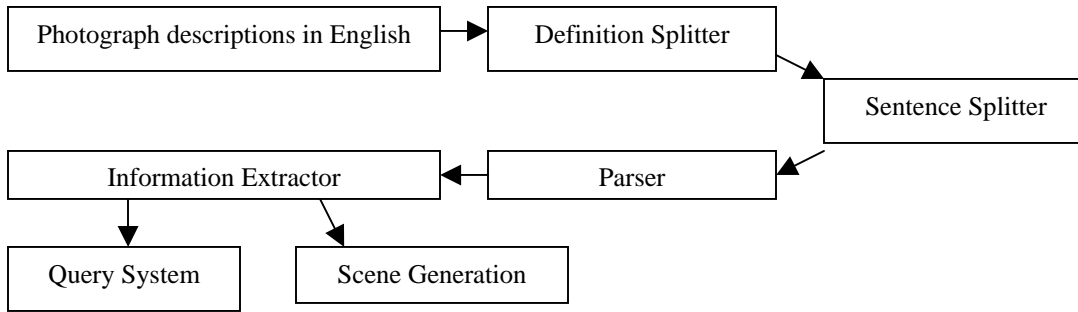 Photograph descriptions in English
Definition Splitter
Sentence Splitter
Parser
Information Extractor
Query System
Scene Generation